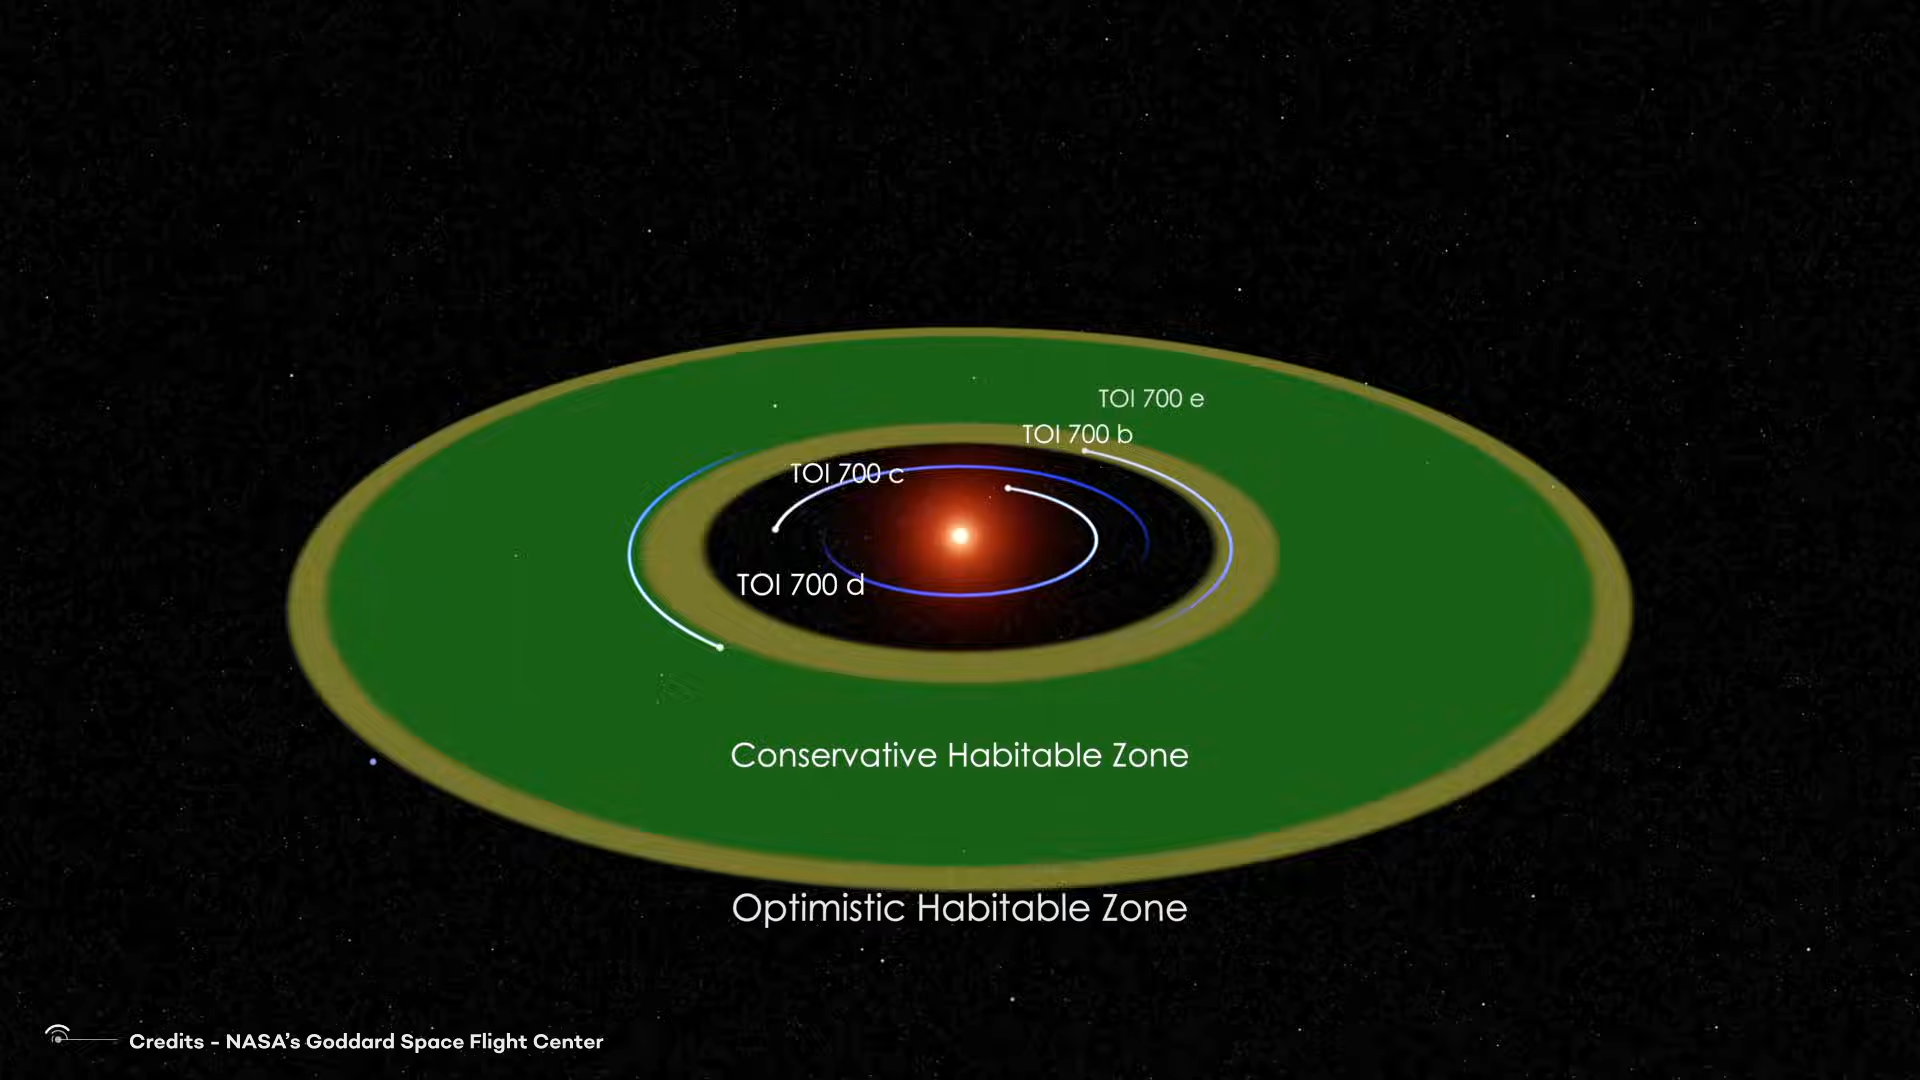 TOI 700 e
TOI 700 b
TOI 700 c
TOI 700 d
Conservative Habitable Zone
Optimistic Habitable Zone
Credits - NASA's Goddard Space Flight Center